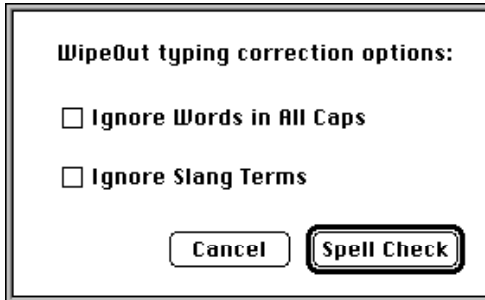 WipeOut typing correction options:
Ignore Words in All Caps
Ignore Slang Terms
Cancel Spell Check